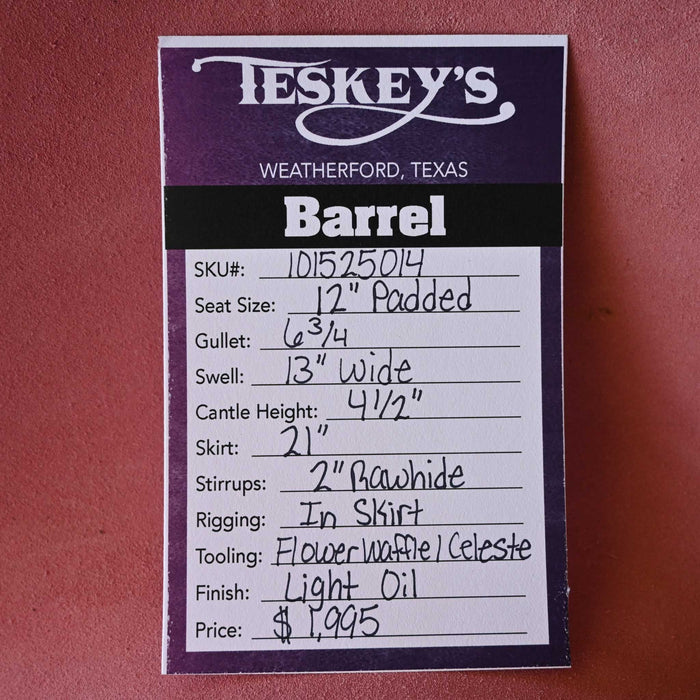 TESKEY'S
WEATHERFORD, TEXAS
Barrel
SKU#: 101525014
Seat Size: 12" Padded
Gullet: 6 3/4
Swell: 13" Wide
Cantle Height: 4 1/2"
Skirt: 21"
Stirrups: 2" Rawhide
Rigging: In Skirt
Tooling: Flower Waffle / Celeste
Finish: Light Oil
Price: $ 1,995